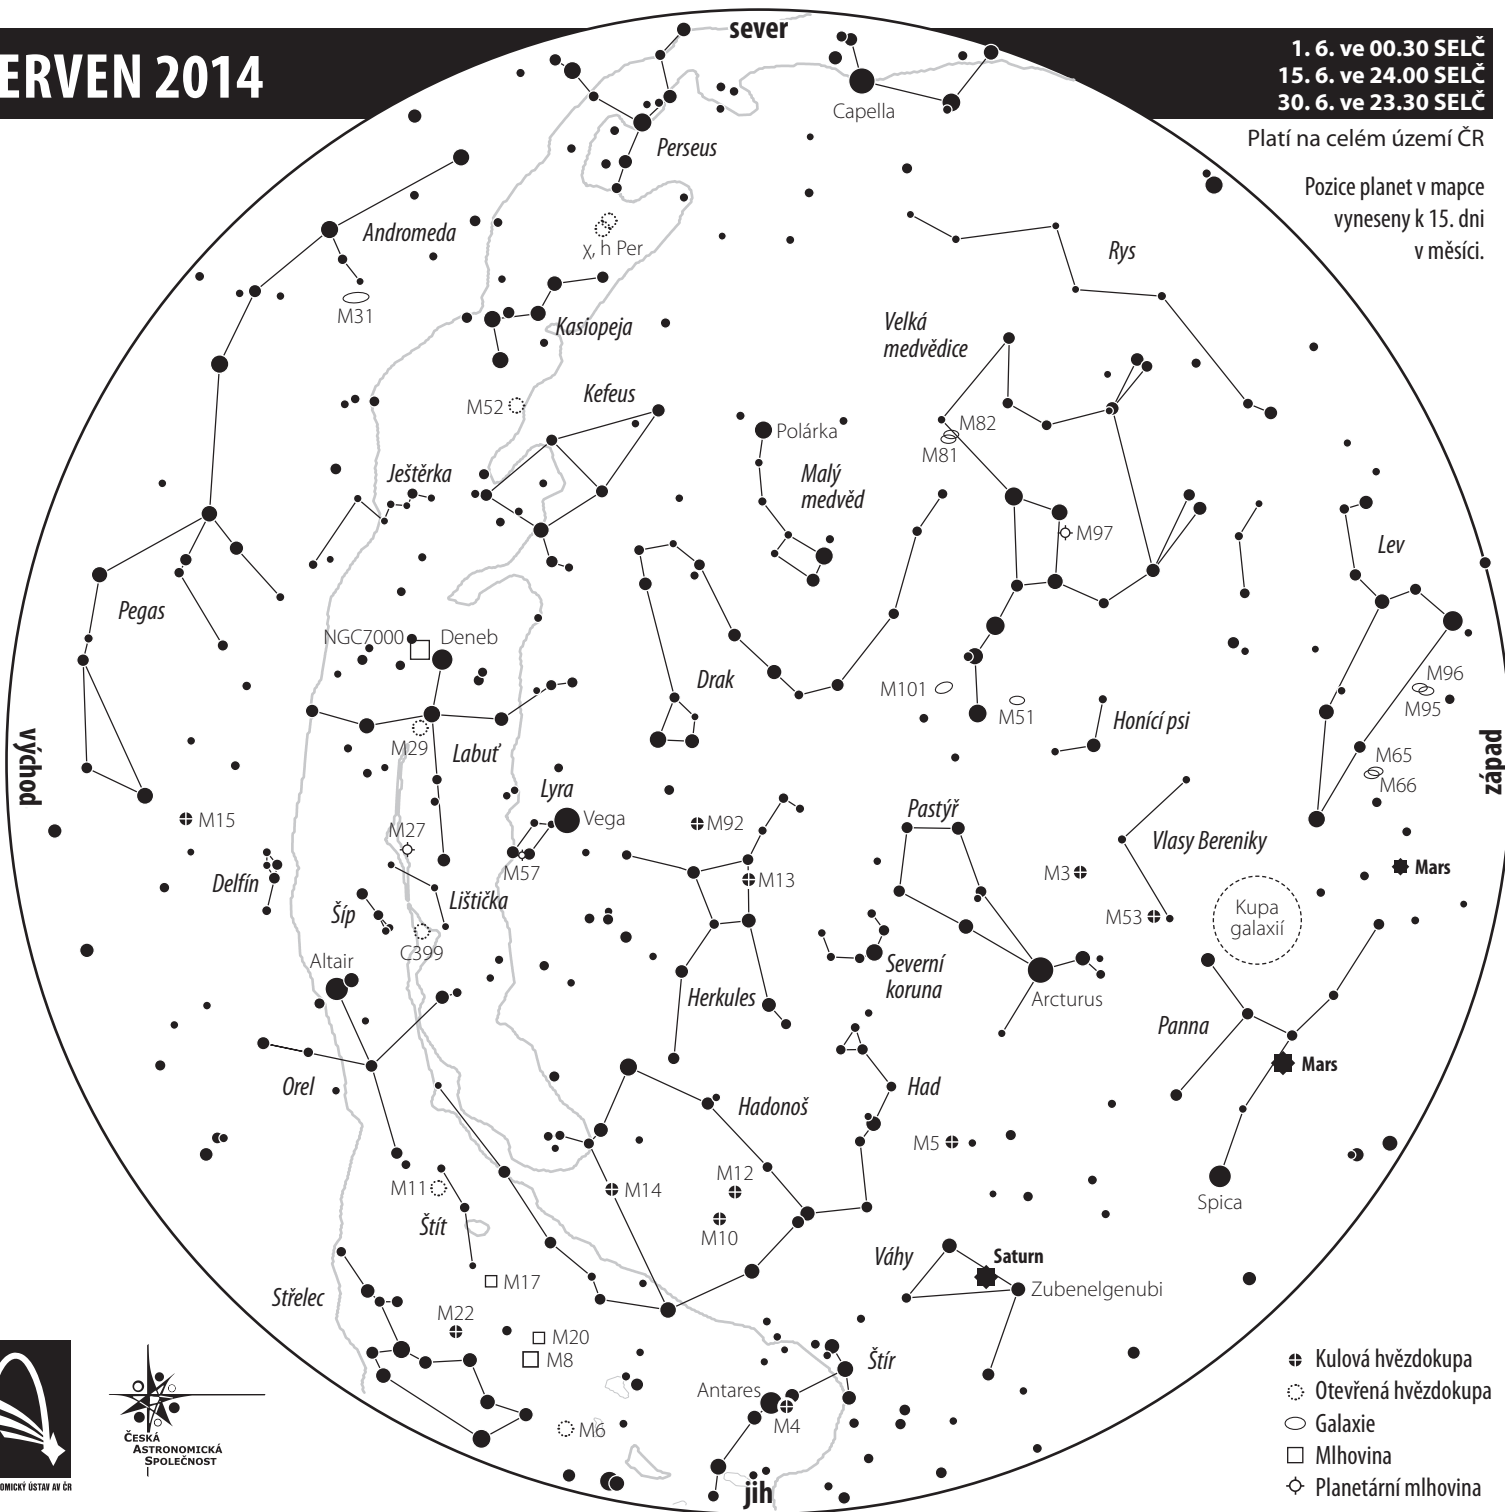 ERVEN 2014
sever
1. 6. ve 00.30 SELČ
15. 6. ve 24.00 SELČ
30. 6. ve 23.30 SELČ
Platí na celém území ČR
Pozice planet v mapce
vyneseny k 15. dni
v měsíci.
Capella
Perseus
Andromeda
χ, h Per
Rys
M31
Kasiopeja
Velká
medvědice
Kefeus
M52
Polárka
M82
M81
Ještěrka
Malý
medvěd
M97
Lev
Pegas
NGC7000
Deneb
Drak
M101
M51
Honící psi
M96
M95
M29
Labuť
východ
západ
M65
M66
Lyra
Vega
M15
M27
M92
Pastýř
Vlasy Bereniky
M57
M13
M3
Mars
Delfín
Lištička
Šíp
M53
Kupa
galaxií
C399
Altair
Severní
koruna
Herkules
Arcturus
Panna
Orel
Hadonoš
Had
Mars
M5
M11
M14
M12
M10
Spica
Štít
Váhy
Saturn
Zubenelgenubi
M17
Střelec
M22
M20
M8
Štír
Antares
M4
M6
jih
ČESKÁ
ASTRONOMICKÁ
SPOLEČNOST
OMICKÝ ÚSTAV AV ČR
Kulová hvězdokupa
Otevřená hvězdokupa
Galaxie
Mlhovina
Planetární mlhovina